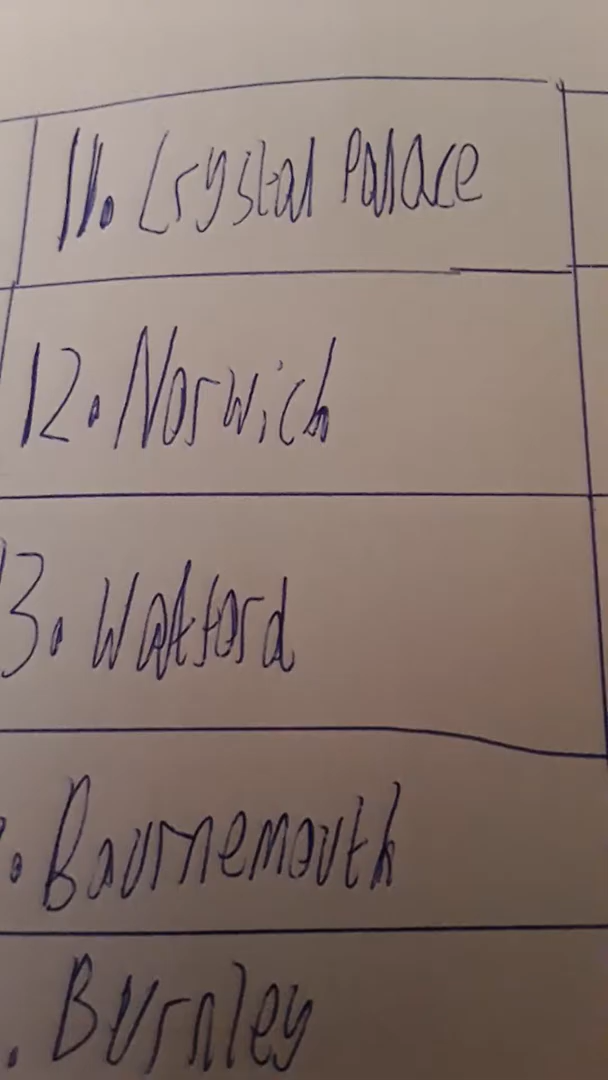 11. Crystal Palace
12. Norwich
3. Watford
. Bournemouth
. Burnley